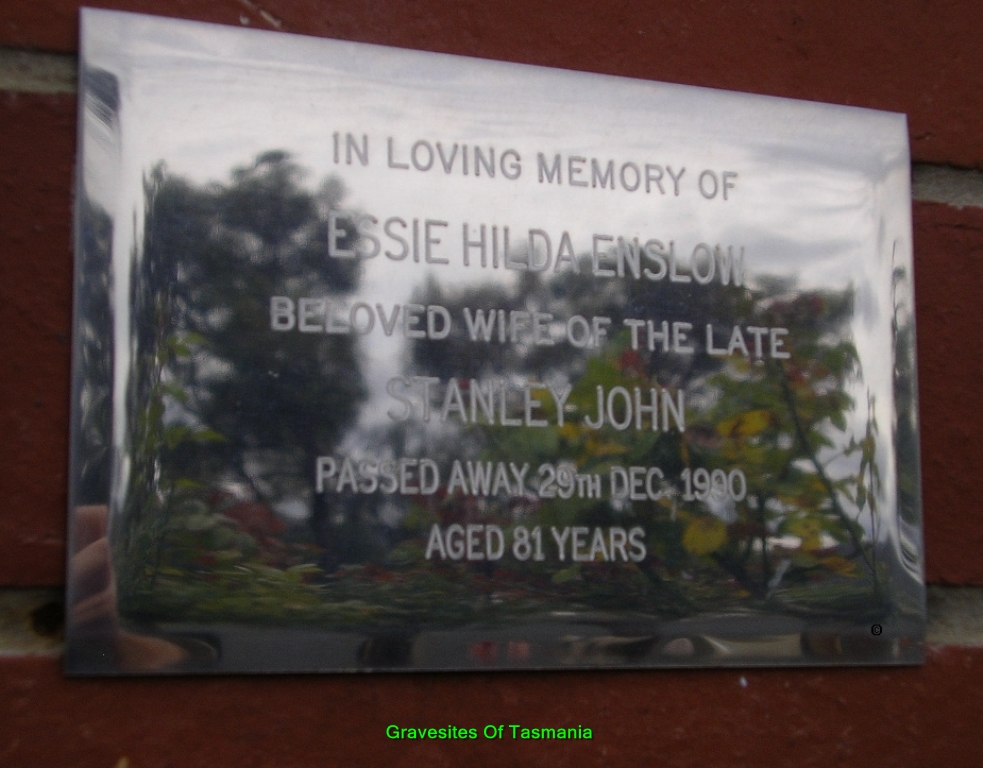 IN LOVING MEMORY OF
ESSIE HILDA ENSLOW
BELOVED WIFE OF THE LATE
STANLEY JOHN
PASSED AWAY 29TH DEC. 1990.
AGED 81 YEARS
©
Gravesites Of Tasmania